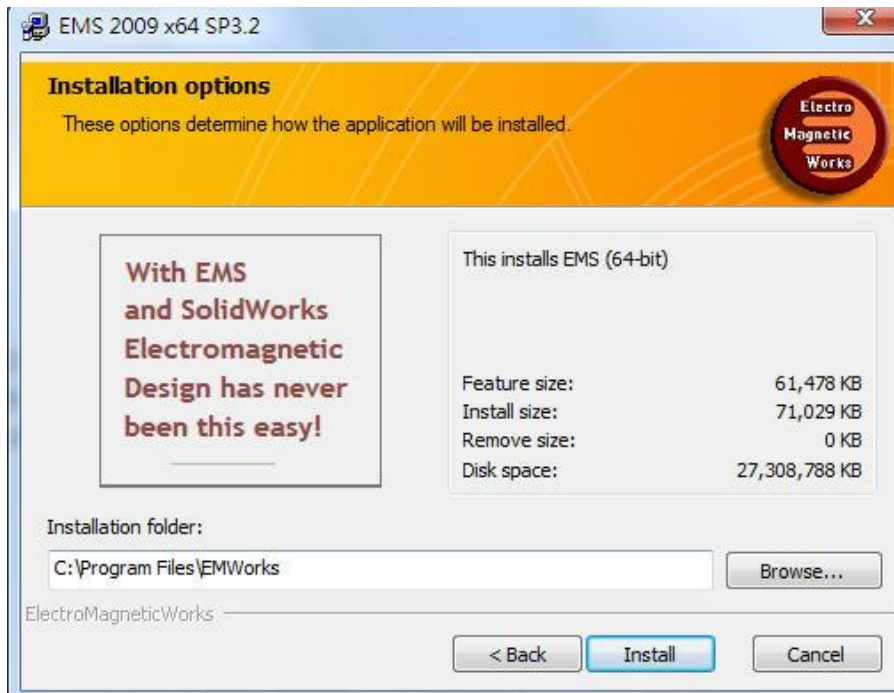 EMS 2009 x64 SP3.2
Installation options
These options determine how the application will be installed.
Electro
Magnetic
Works
With EMS
and SolidWorks
Electromagnetic
Design has never
been this easy!
This installs EMS (64-bit)
Feature size: 61,478 KB
Install size: 71,029 KB
Remove size: 0 KB
Disk space: 27,308,788 KB
Installation folder:
C:\Program Files\EMWorks
Browse...
ElectroMagneticWorks
< Back Install Cancel